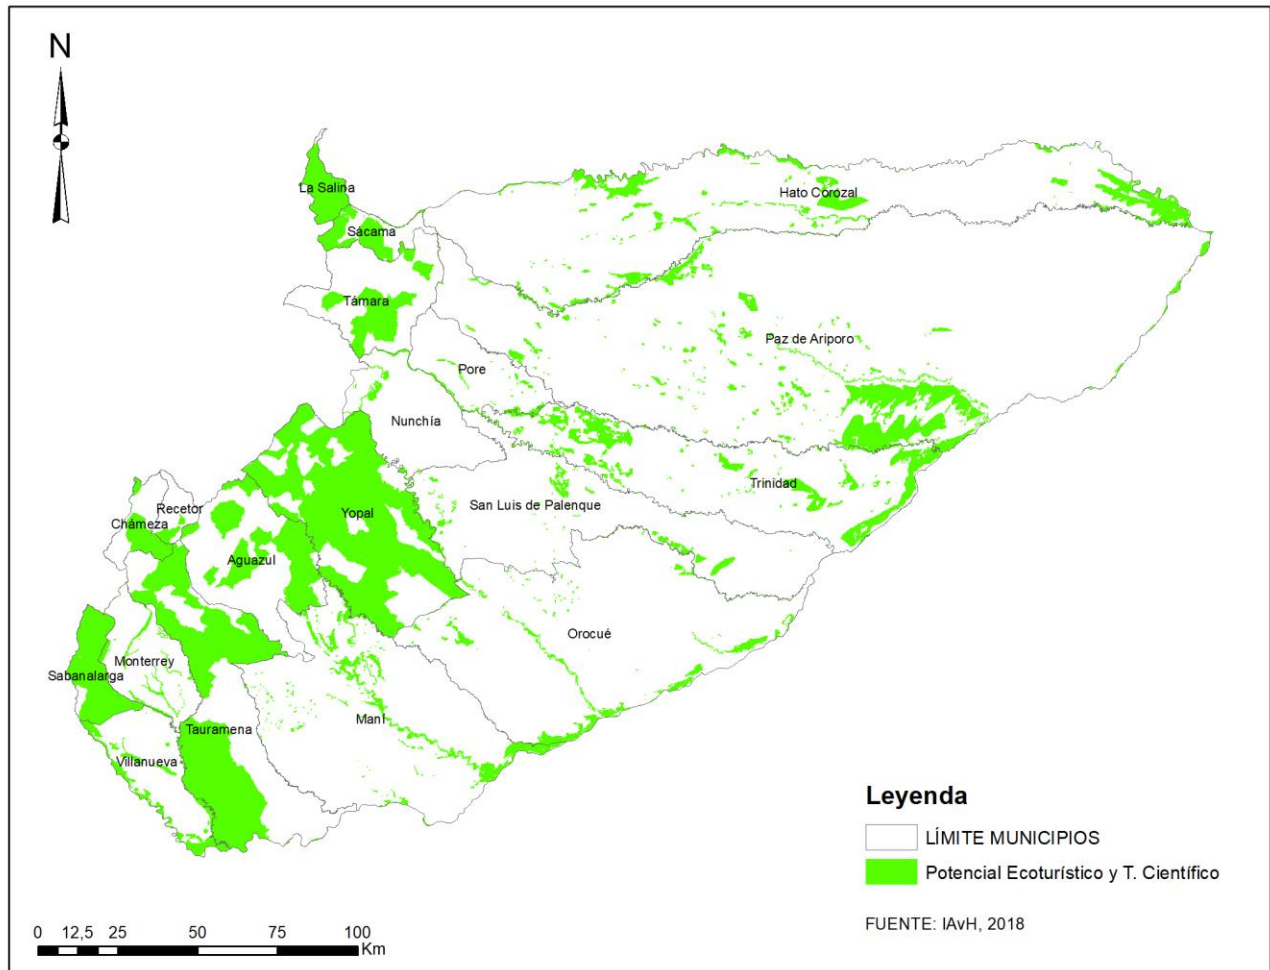 N
La Salina
Hato Corozal
Sácama
Támara
Paz de Ariporo
Pore
Nunchía
Trinidad
San Luis de Palenque
Recetor
Yopal
Chámeza
Aguazul
Orocué
Monterrey
Sabanalarga
Maní
Tauramena
Villanueva
Leyenda
LÍMITE MUNICIPIOS
Potencial Ecoturístico y T. Científico
FUENTE: IAvH, 2018
0 12,5 25 50 75 100
Km